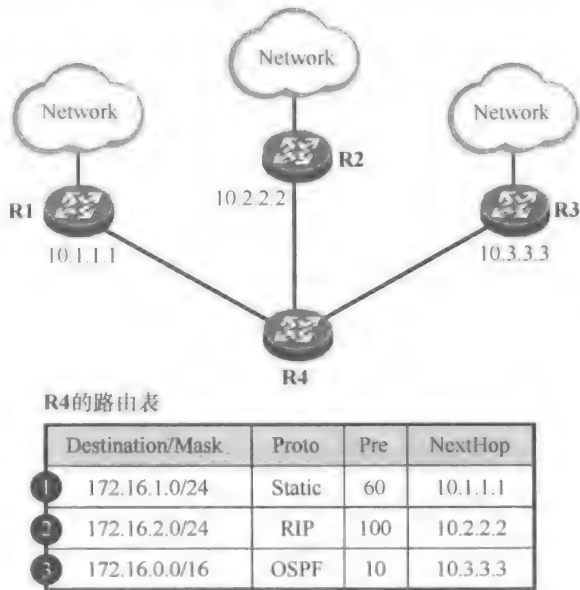 Network
Network
Network
R1
R2
R3
10.2.2.2
10.1.1.1
10.3.3.3
R4
R4的路由表
Destination/Mask Proto Pre NextHop
1 172.16.1.0/24 Static 60 10.1.1.1
2 172.16.2.0/24 RIP 100 10.2.2.2
3 172.16.0.0/16 OSPF 10 10.3.3.3